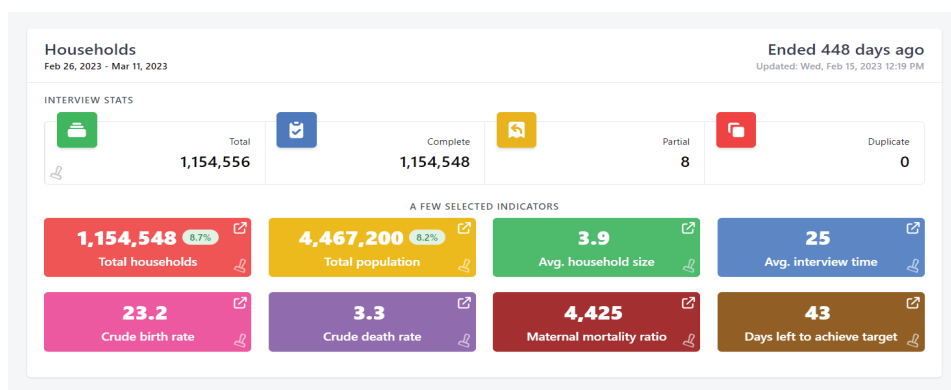 Households
Ended 448 days ago
Feb 26, 2023 - Mar 11, 2023
Updated: Wed, Feb 15, 2023 12:19 PM
INTERVIEW STATS
Total
1,154,556
Complete
1,154,548
Partial
8
Duplicate
0
A FEW SELECTED INDICATORS
1,154,548 8.7%
Total households
4,467,200 8.2%
Total population
3.9
Avg. household size
25
Avg. interview time
23.2
Crude birth rate
3.3
Crude death rate
4,425
Maternal mortality ratio
43
Days left to achieve target